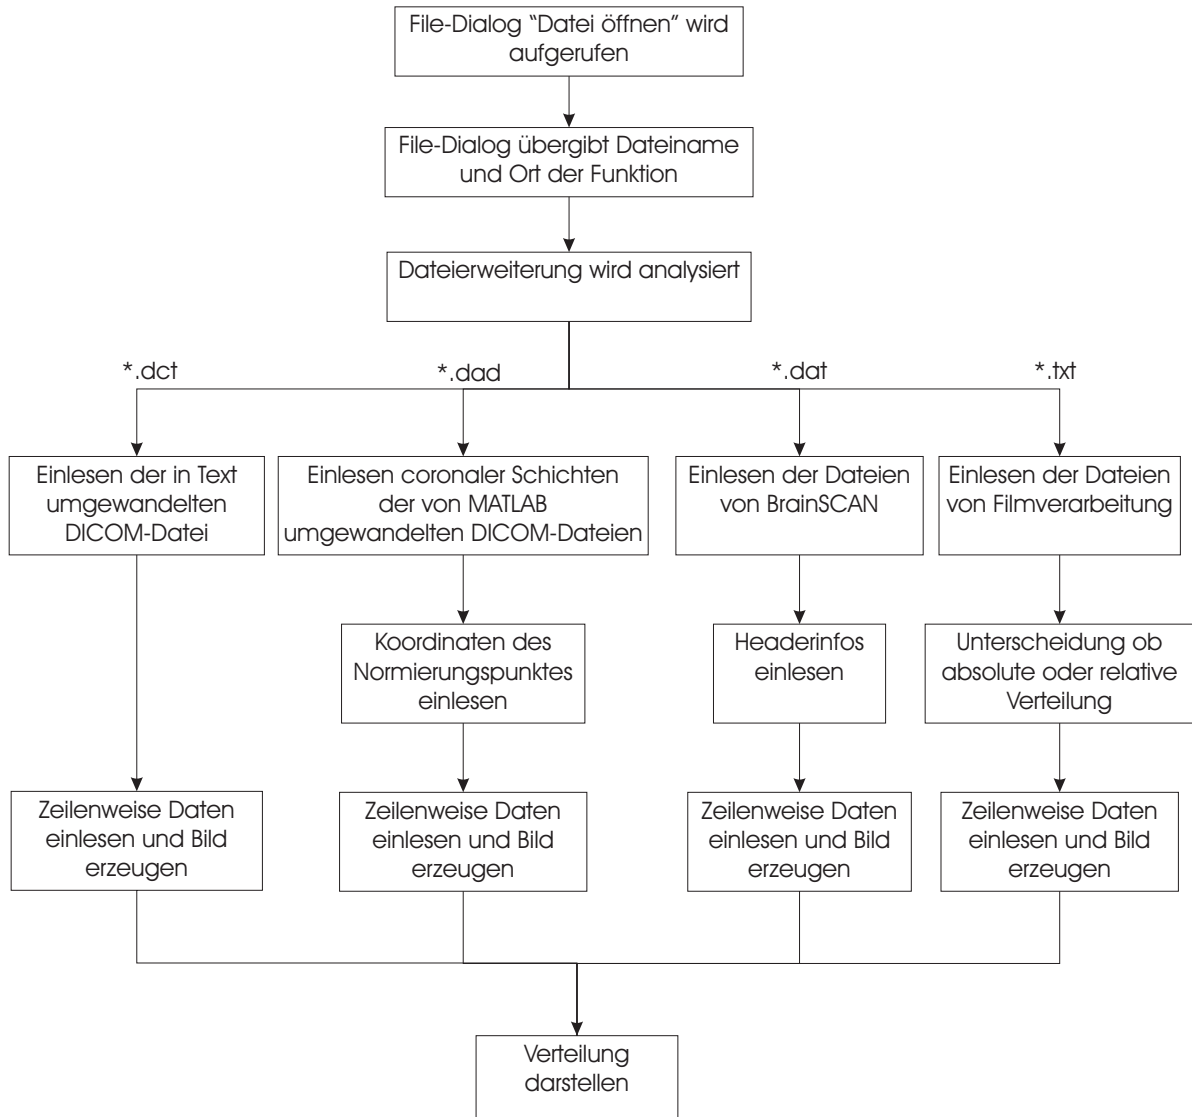 File-Dialog “Datei öffnen” wird
aufgerufen
File-Dialog übergibt Dateiname
und Ort der Funktion
Dateierweiterung wird analysiert
*.dct
*.dad
*.dat
*.txt
Einlesen der in Text
umgewandelten
DICOM-Datei
Einlesen coronaler Schichten
der von MATLAB
umgewandelten DICOM-Dateien
Einlesen der Dateien
von BrainSCAN
Einlesen der Dateien
von Filmverarbeitung
Koordinaten des
Normierungspunktes
einlesen
Headerinfos
einlesen
Unterscheidung ob
absolute oder relative
Verteilung
Zeilenweise Daten
einlesen und Bild
erzeugen
Zeilenweise Daten
einlesen und Bild
erzeugen
Zeilenweise Daten
einlesen und Bild
erzeugen
Zeilenweise Daten
einlesen und Bild
erzeugen
Verteilung
darstellen